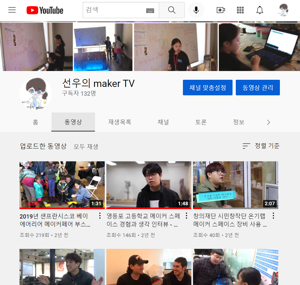 YouTube
검색
선우의 maker TV
구독자 132명
채널 맞춤설정
동영상 관리
홈
동영상
재생목록
채널
토론
정보
업로드한 동영상
모두 재생
정렬 기준
1:31
1:48
2:07
2019년 샌프란시스코 베이
에어리어 메이커페어 부스...
조회수 219회 • 2년 전
영등포 고등학교 메이커 스페
이스 경험과 생각 인터뷰 - ...
조회수 146회 • 2년 전
창의재단 시민창작단 온기랩
메이커 스페이스 장비 사용 ...
조회수 40회 • 2년 전